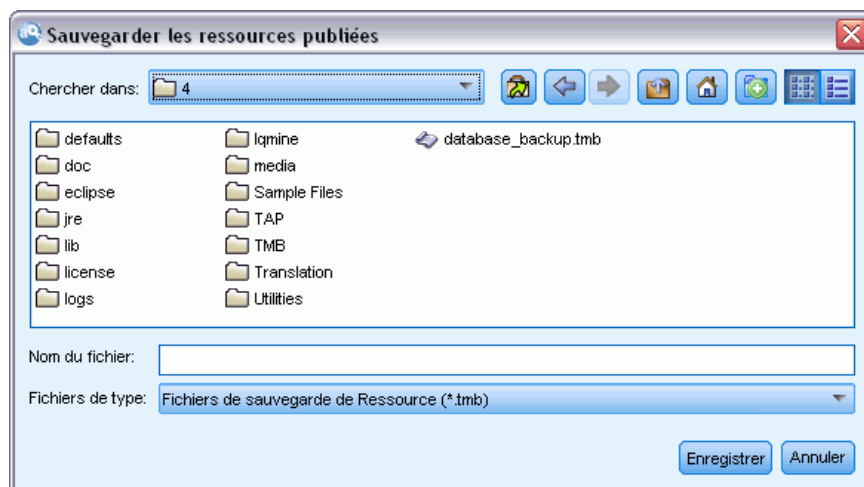 Sauvegarder les ressources publiées
Chercher dans: 4
defaults lqmine database_backup.tmb
doc media
eclipse Sample Files
jre TAP
lib TMB
license Translation
logs Utilities
Nom du fichier:
Fichiers de type: Fichiers de sauvegarde de Ressource (*.tmb)
Enregistrer Annuler